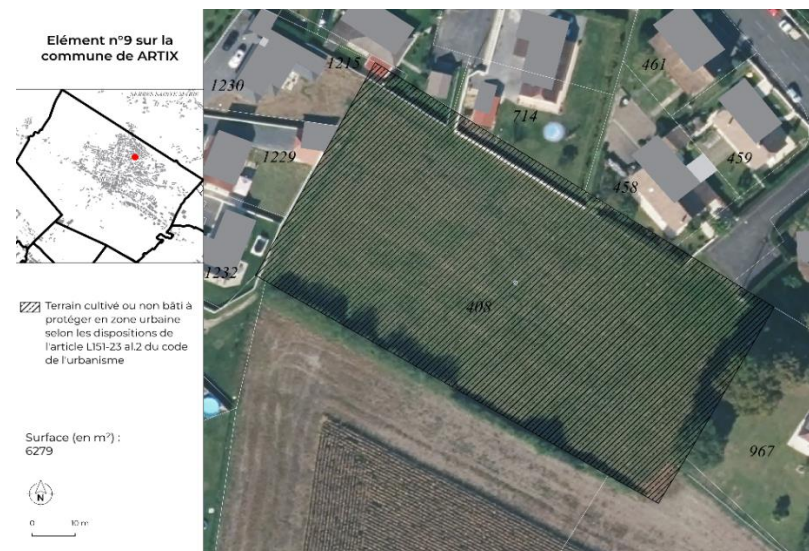 Elément n°9 sur la
commune de ARTIX
Terrain cultivé ou non bâti à
protéger en zone urbaine
selon les dispositions de
l'article L151-23 al.2 du code
de l'urbanisme
Surface (en m²) :
6279
N
0 10 m
1230
1215
714
461
459
458
1229
1232
408
967